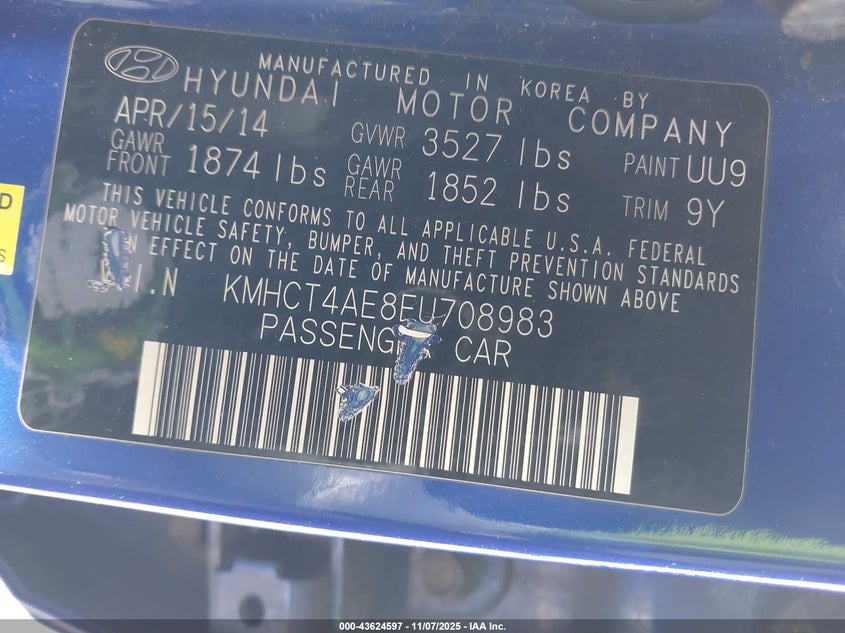 MANUFACTURED IN KOREA BY
HYUNDAI MOTOR COMPANY
APR/15/14 GVWR 3527 lbs PAINT UU9
GAWR FRONT 1874 lbs GAWR REAR 1852 lbs TRIM 9Y
THIS VEHICLE CONFORMS TO ALL APPLICABLE U.S.A. FEDERAL
MOTOR VEHICLE SAFETY, BUMPER, AND THEFT PREVENTION STANDARDS
N EFFECT ON THE DATE OF MANUFACTURE SHOWN ABOVE
.I.N KMHCT4AE8EU708983
PASSENG CAR
D
S
000-43624597 - 11/07/2025 - IAA Inc.